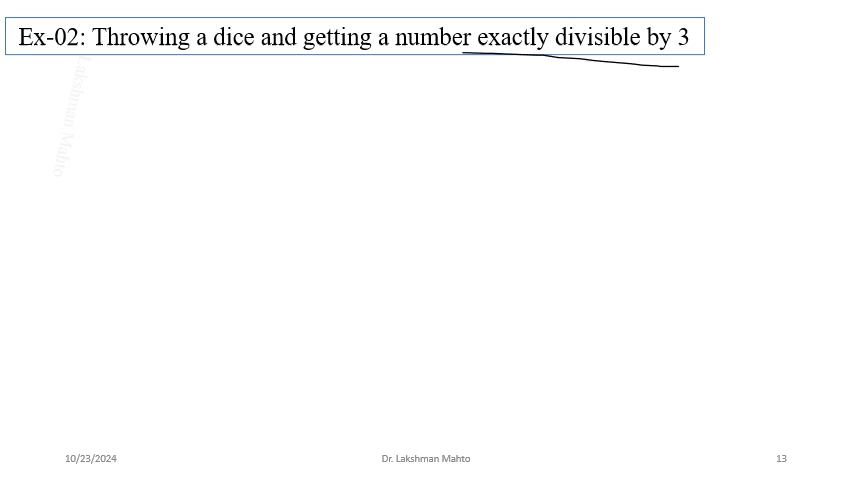 Ex-02: Throwing a dice and getting a number exactly divisible by 3
Lakshman Mahto
10/23/2024
Dr. Lakshman Mahto
13